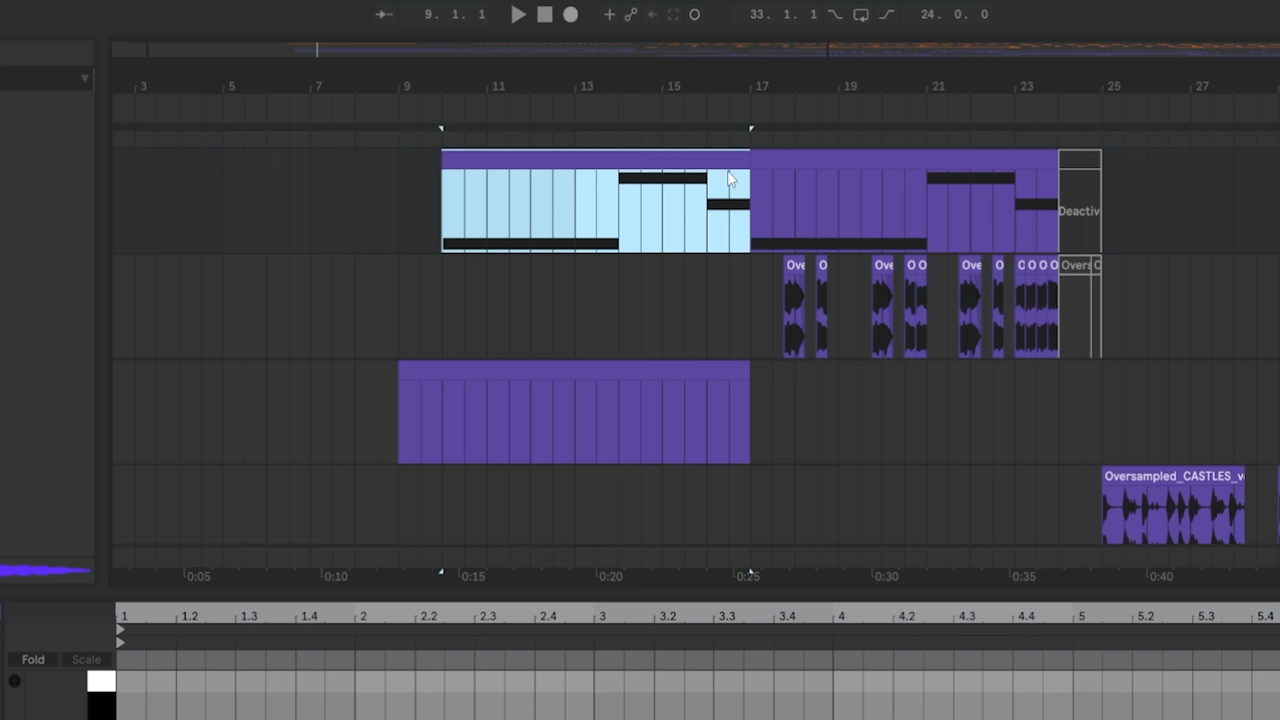 9. 1. 1 33. 1. 1 24. 0. 0
3 5 7 9 11 13 15 17 19 21 23 25 27
Deactiv
Ove O Ove O O Ove O O O O O Overs O
Oversampled_CASTLES_v
0:05 0:10 0:15 0:20 0:25 0:30 0:35 0:40
1 1.2 1.3 1.4 2 2.2 2.3 2.4 3 3.2 3.3 3.4 4 4.2 4.3 4.4 5 5.2 5.3 5.4
Fold Scale